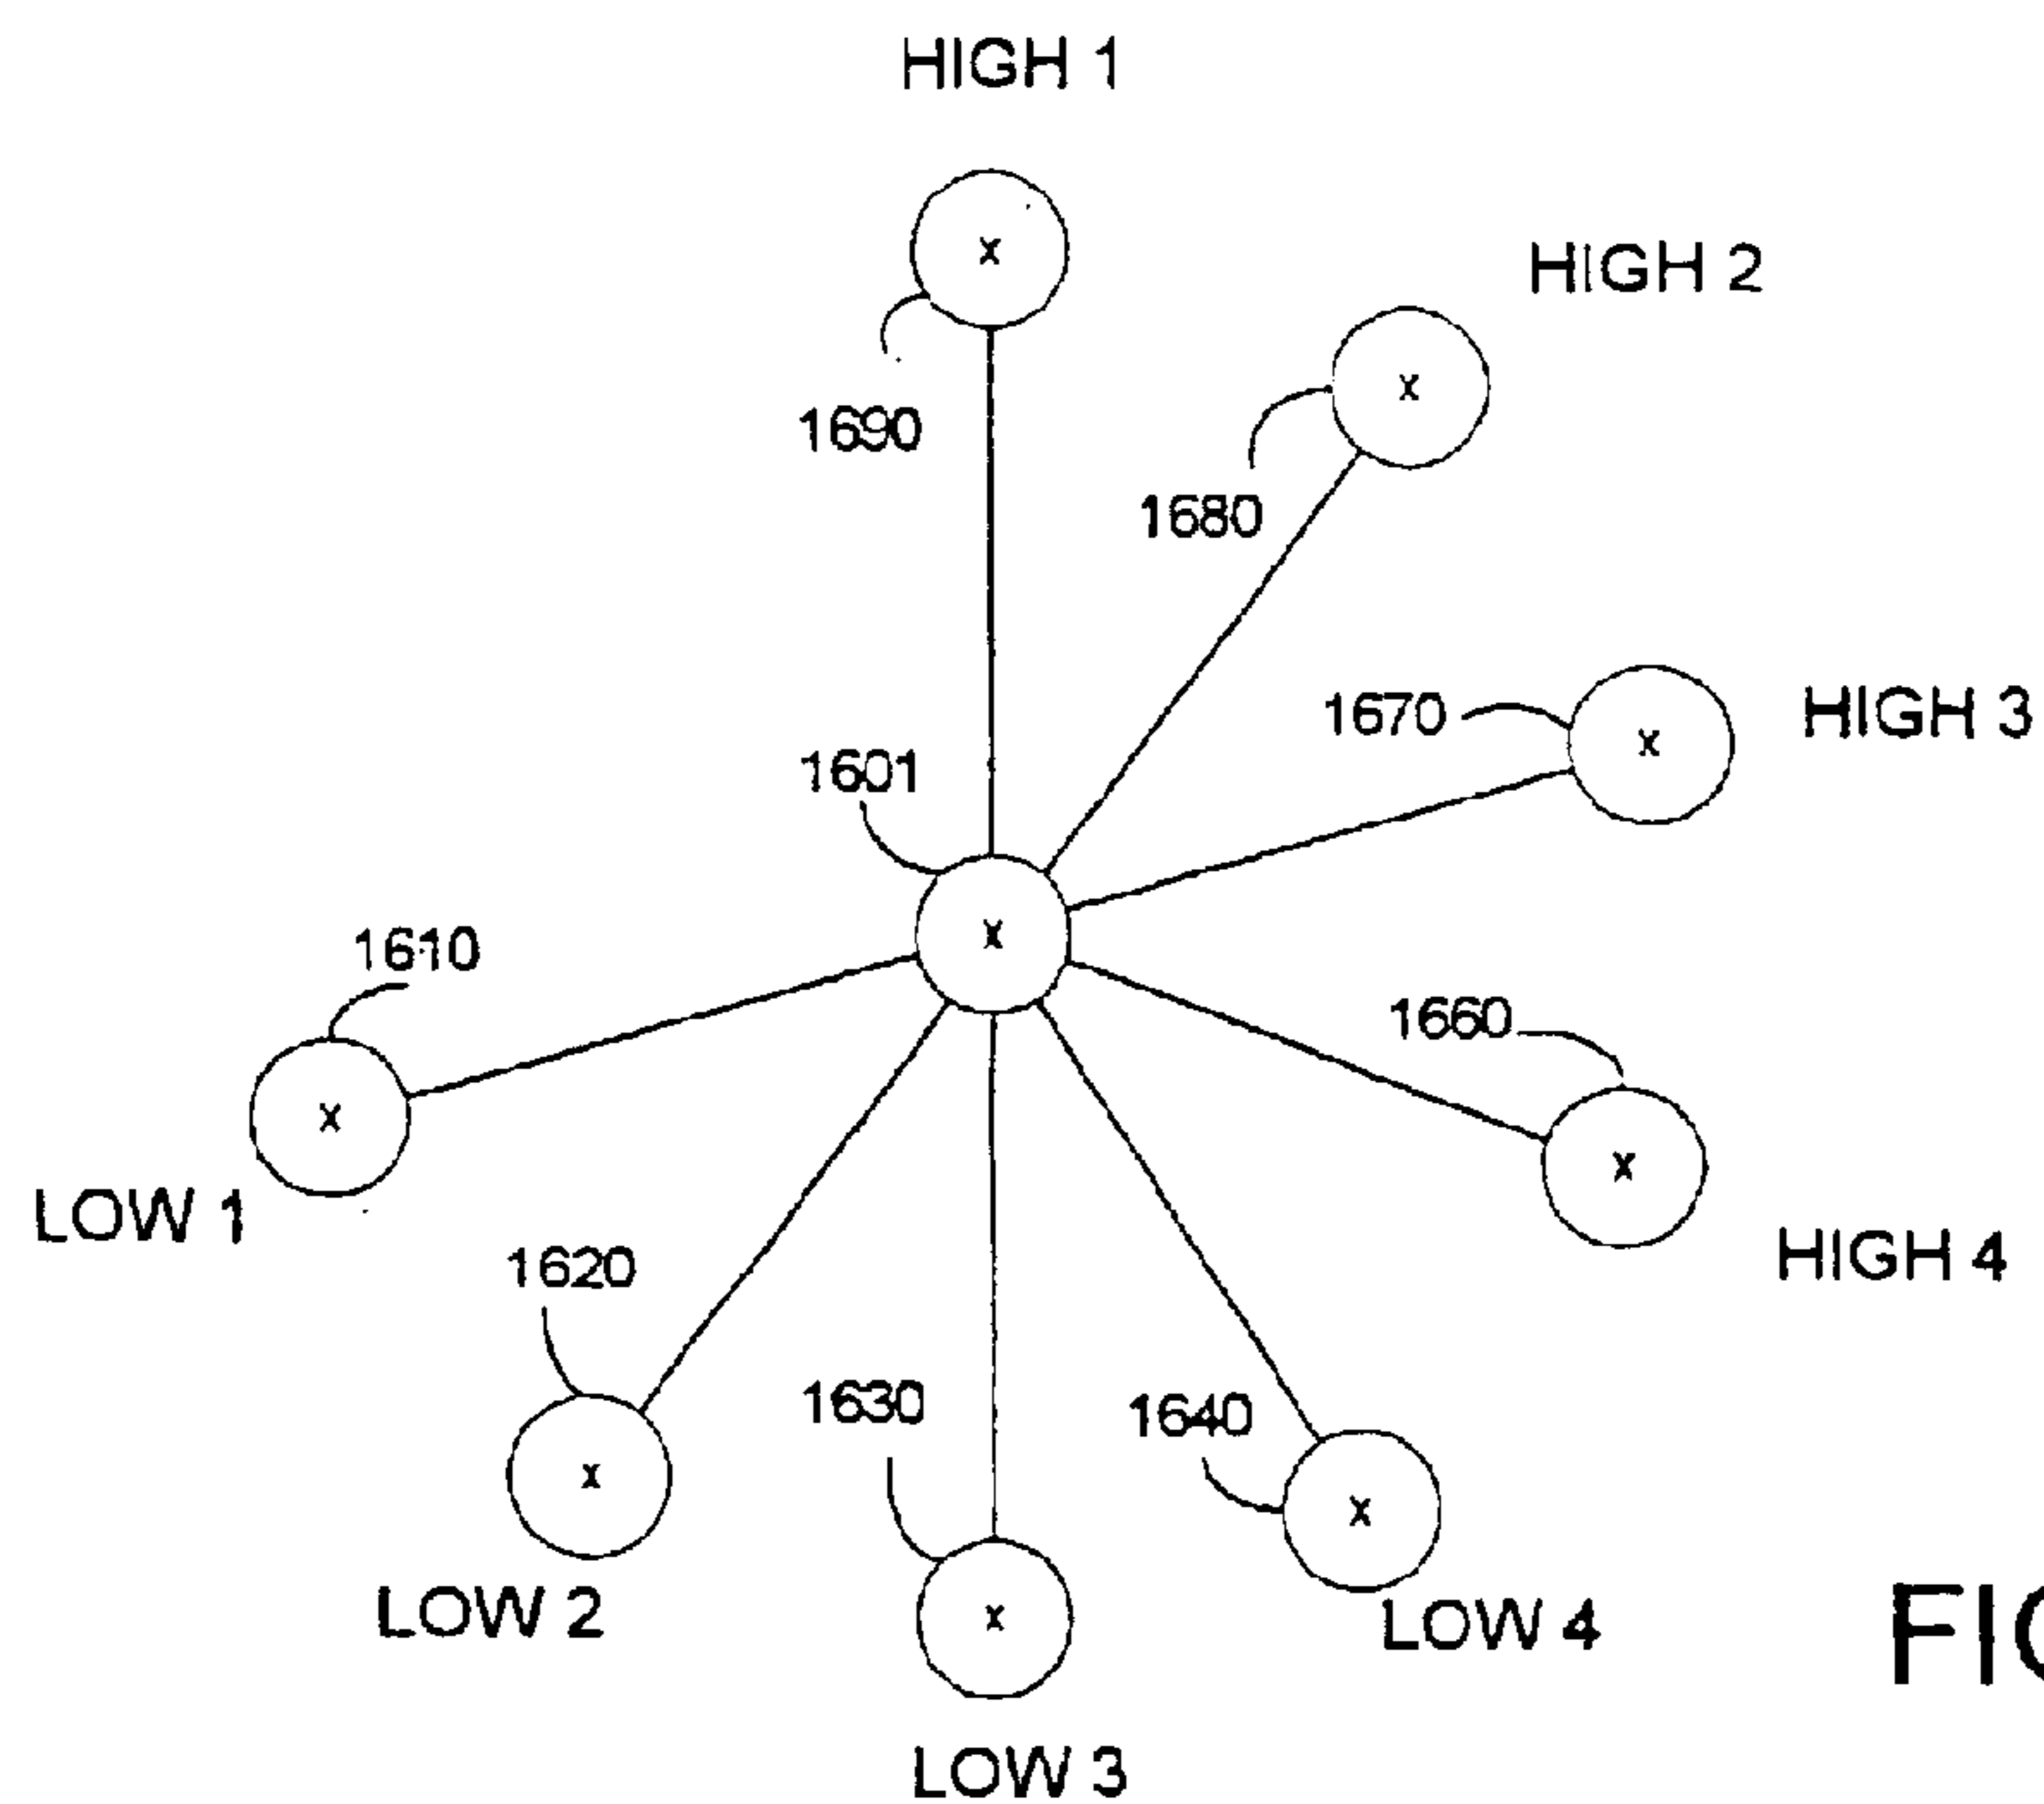 HIGH 1
x
HIGH 2
x
1690
1680
HIGH 3
1670
x
1601
x
1610
1660
x
x
LOW 1
HIGH 4
1620
1630
1640
x
x
x
LOW 2
LOW 4
LOW 3